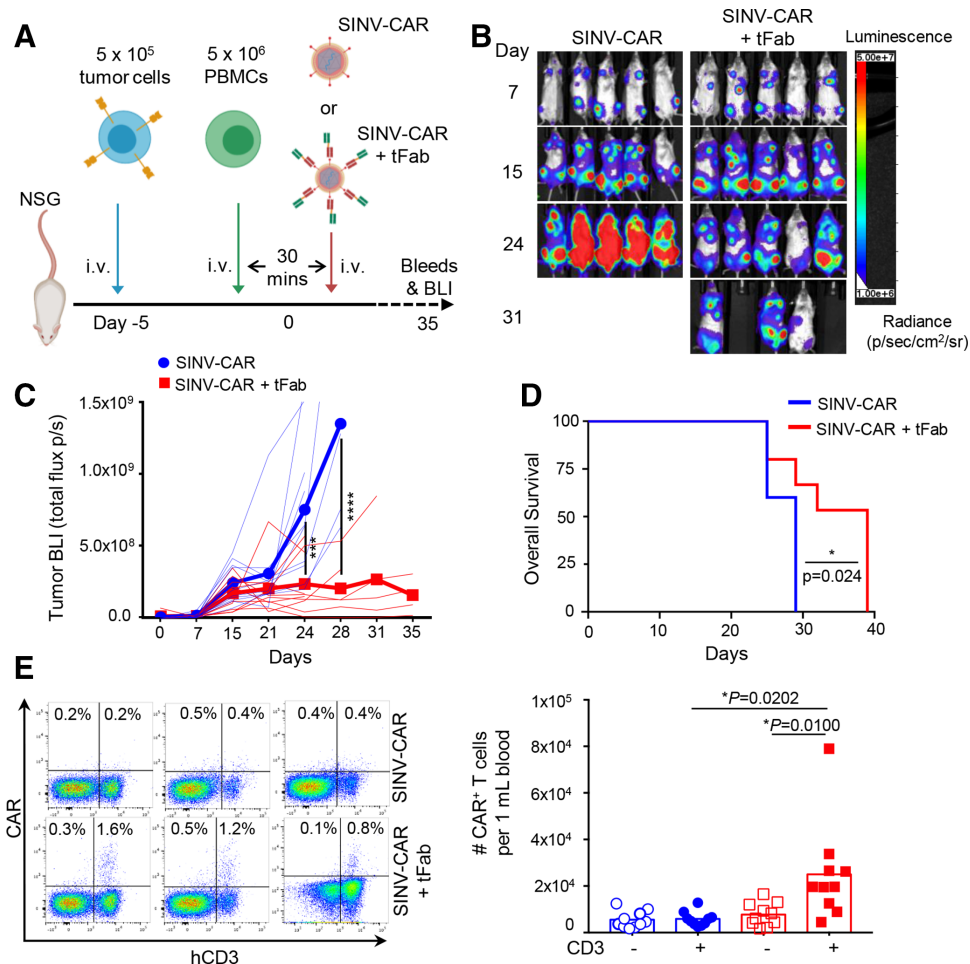 A
5 x 10⁵
tumor cells
5 x 10⁶
PBMCs
SINV-CAR
or
SINV-CAR
+ tFab
NSG
i.v.
i.v.
30
mins
i.v.
Bleeds
& BLI
Day -5
0
35
B
Day
SINV-CAR
SINV-CAR
+ tFab
Luminescence
5.00e+7
7
15
24
31
1.00e+6
Radiance
(p/sec/cm²/sr)
C
SINV-CAR
SINV-CAR + tFab
Tumor BLI (total flux p/s)
1.5x10⁹
1.0x10⁹
5.0x10⁸
0.0
***
****
0 7 15 21 24 28 31 35
Days
D
SINV-CAR
SINV-CAR + tFab
Overall Survival
100
75
50
25
0
*
p=0.024
0 10 20 30 40
Days
E
CAR
0.2% 0.2%
0.5% 0.4%
0.4% 0.4%
SINV-CAR
0.3% 1.6%
0.5% 1.2%
0.1% 0.8%
SINV-CAR
+ tFab
hCD3
# CAR⁺ T cells
per 1 mL blood
1x10⁵
8x10⁴
6x10⁴
4x10⁴
2x10⁴
0
*P=0.0202
*P=0.0100
CD3 - + - +